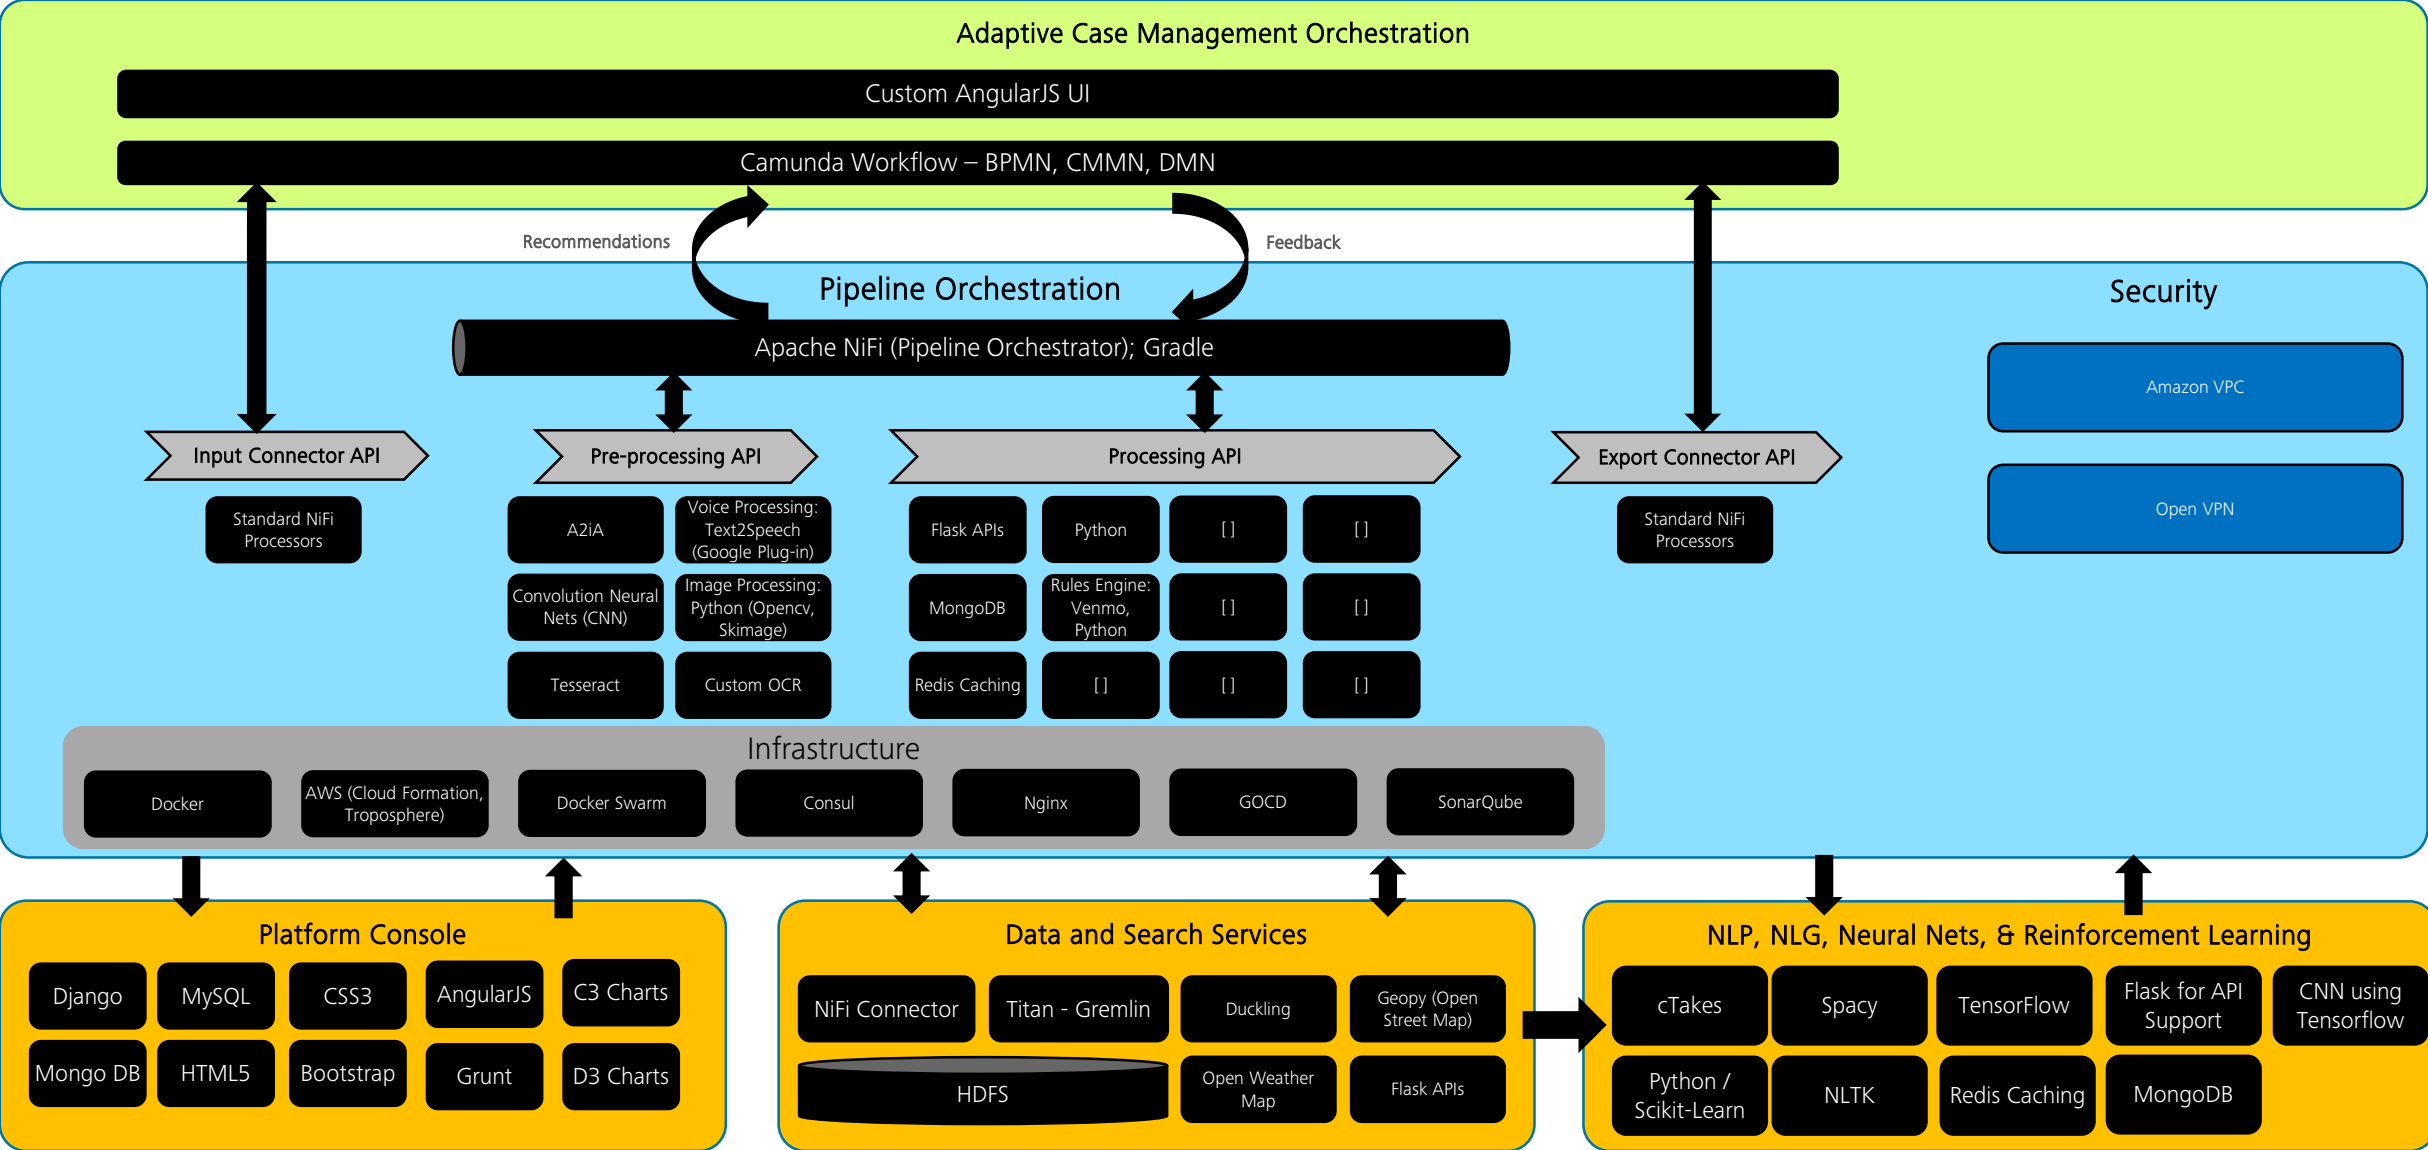 Adaptive Case Management Orchestration
Custom AngularJS UI
Camunda Workflow – BPMN, CMMN, DMN
Recommendations
Feedback
Pipeline Orchestration
Security
Apache NiFi (Pipeline Orchestrator); Gradle
Amazon VPC
Open VPN
Input Connector API
Pre-processing API
Processing API
Export Connector API
Standard NiFi
Processors
A2iA
Voice Processing:
Text2Speech
(Google Plug-in)
Convolution Neural
Nets (CNN)
Image Processing:
Python (Opencv,
Skimage)
Tesseract
Custom OCR
Flask APIs
Python
[ ]
[ ]
MongoDB
Rules Engine:
Venmo,
Python
[ ]
[ ]
Redis Caching
[ ]
[ ]
[ ]
Standard NiFi
Processors
Infrastructure
Docker
AWS (Cloud Formation,
Troposphere)
Docker Swarm
Consul
Nginx
GOCD
SonarQube
Platform Console
Django
MySQL
CSS3
AngularJS
C3 Charts
Mongo DB
HTML5
Bootstrap
Grunt
D3 Charts
Data and Search Services
NiFi Connector
Titan - Gremlin
Duckling
Geopy (Open
Street Map)
HDFS
Open Weather
Map
Flask APIs
NLP, NLG, Neural Nets, & Reinforcement Learning
cTakes
Spacy
TensorFlow
Flask for API
Support
CNN using
Tensorflow
Python /
Scikit-Learn
NLTK
Redis Caching
MongoDB